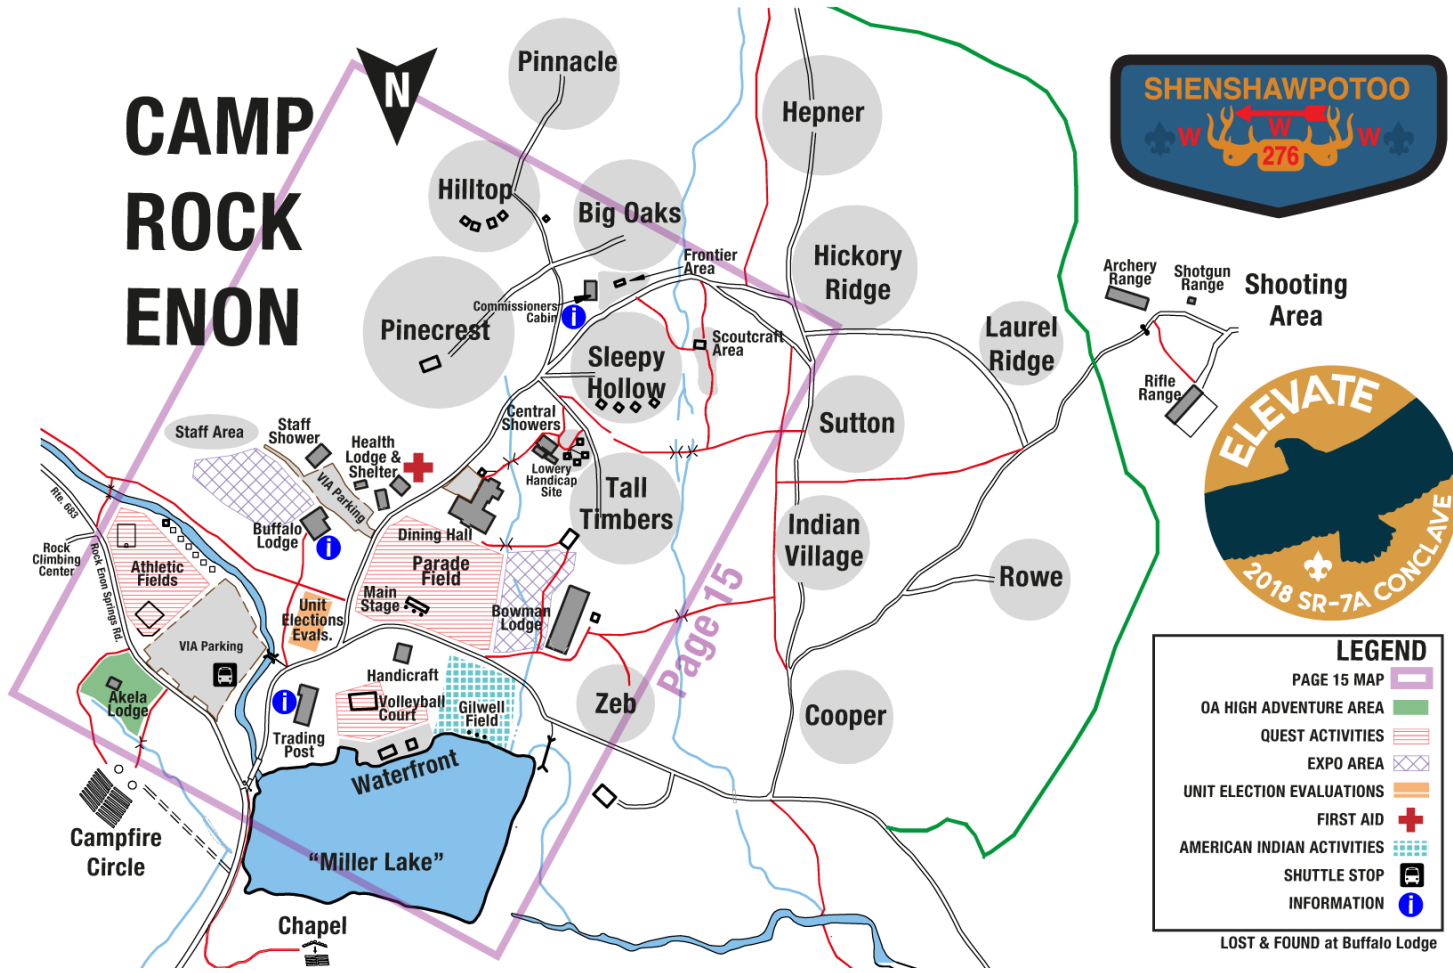 CAMP
ROCK
ENON
N
Pinnacle
Hepner
Hilltop
Big Oaks
Frontier
Area
Hickory
Ridge
Commissioners
Cabin
i
Pinecrest
Sleepy
Hollow
Scoutcraft
Area
Laurel
Ridge
Archery
Range
Shotgun
Range
Shooting
Area
Rifle
Range
SHENSHAWPOTOO
W W W
276
ELEVATE
2018 SR-7A CONCLAVE
Staff Area
Staff
Shower
Health
Lodge &
Shelter
Central
Showers
Lowery
Handicap
Site
Sutton
VIA Parking
Tall
Timbers
Rte. 683
Buffalo
Lodge
i
Dining Hall
Indian
Village
Rock
Climbing
Center
Rock Enon Springs Rd.
Athletic
Fields
Parade
Field
Main
Stage
Unit
Elections
Evals.
Bowman
Lodge
Rowe
Page 15
VIA Parking
Handicraft
Akela
Lodge
i
Trading
Post
Volleyball
Court
Gilwell
Field
Zeb
Cooper
Waterfront
Campfire
Circle
“Miller Lake”
Chapel
LEGEND
PAGE 15 MAP
OA HIGH ADVENTURE AREA
QUEST ACTIVITIES
EXPO AREA
UNIT ELECTION EVALUATIONS
FIRST AID
AMERICAN INDIAN ACTIVITIES
SHUTTLE STOP
INFORMATION i
LOST & FOUND at Buffalo Lodge